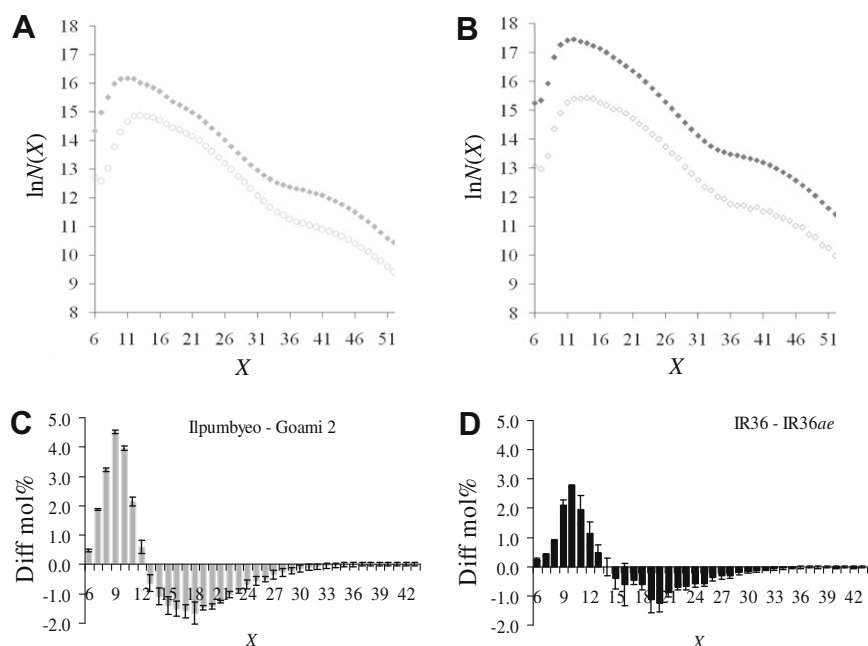 A
18
17
16
15
14
13
12
11
10
9
8
lnN(X)
6 11 16 21 26 31 36 41 46 51
X
B
18
17
16
15
14
13
12
11
10
9
8
lnN(X)
6 11 16 21 26 31 36 41 46 51
X
C
Ilpumbyeo - Goami 2
5.0
4.0
3.0
2.0
1.0
0.0
-1.0
-2.0
Diff mol%
6 9 12 15 18 21 24 27 30 33 36 39 42
X
D
IR36 - IR36ae
5.0
4.0
3.0
2.0
1.0
0.0
-1.0
-2.0
Diff mol%
6 9 12 15 18 21 24 27 30 33 36 39 42
X